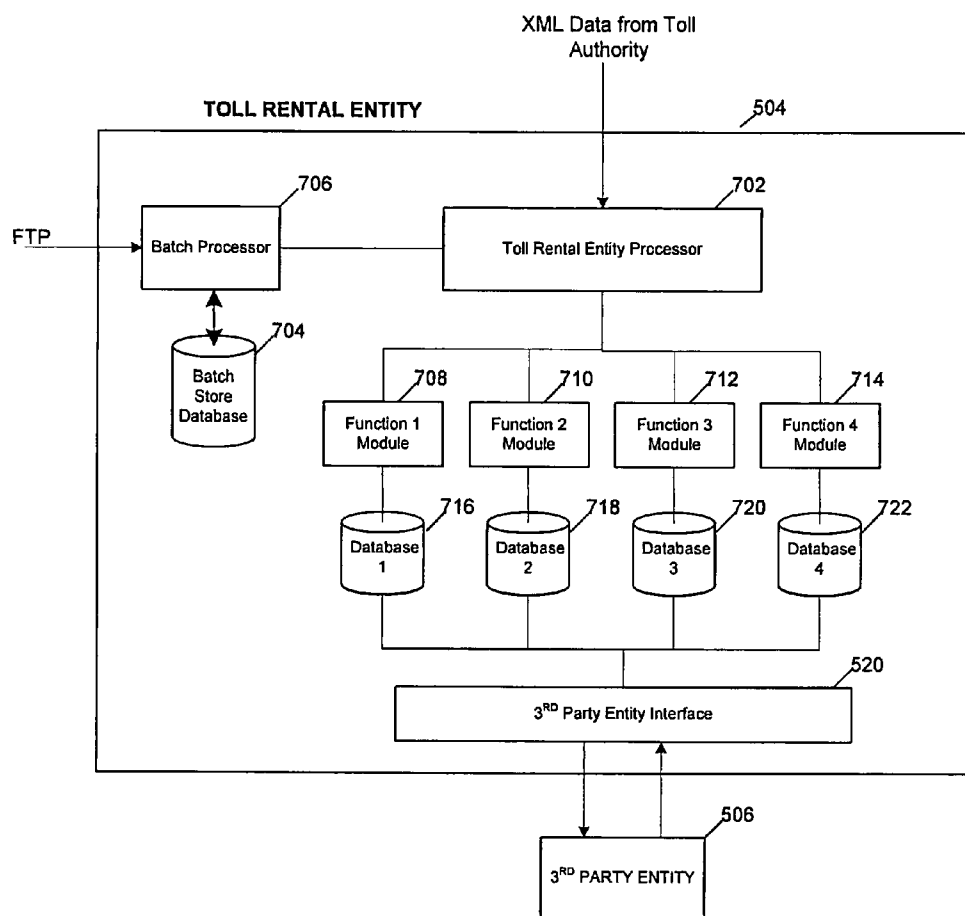 XML Data from Toll
Authority
TOLL RENTAL ENTITY
504
706
702
FTP
Batch Processor
Toll Rental Entity Processor
704
Batch
Store
Database
708
710
712
714
Function 1
Module
Function 2
Module
Function 3
Module
Function 4
Module
716
718
720
722
Database
1
Database
2
Database
3
Database
4
520
3RD Party Entity Interface
506
3RD PARTY ENTITY